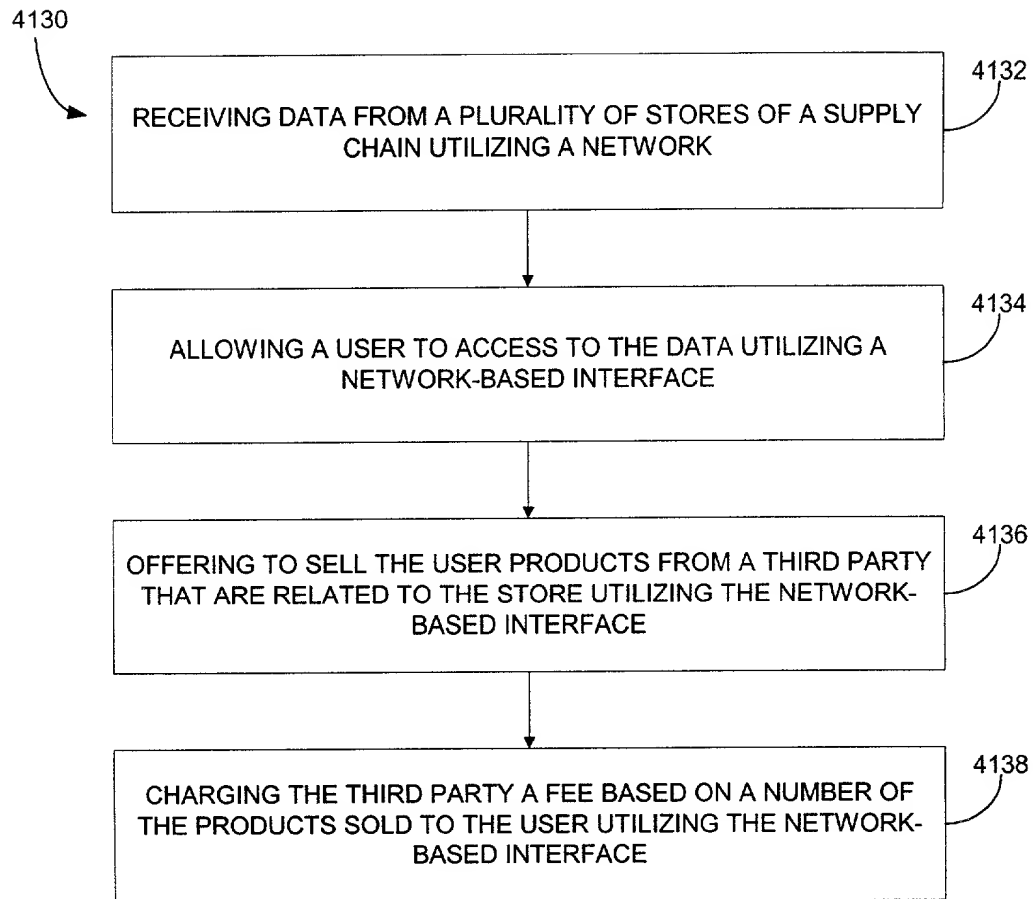 4130
4132
RECEIVING DATA FROM A PLURALITY OF STORES OF A SUPPLY
CHAIN UTILIZING A NETWORK
4134
ALLOWING A USER TO ACCESS TO THE DATA UTILIZING A
NETWORK-BASED INTERFACE
4136
OFFERING TO SELL THE USER PRODUCTS FROM A THIRD PARTY
THAT ARE RELATED TO THE STORE UTILIZING THE NETWORK-
BASED INTERFACE
4138
CHARGING THE THIRD PARTY A FEE BASED ON A NUMBER OF
THE PRODUCTS SOLD TO THE USER UTILIZING THE NETWORK-
BASED INTERFACE